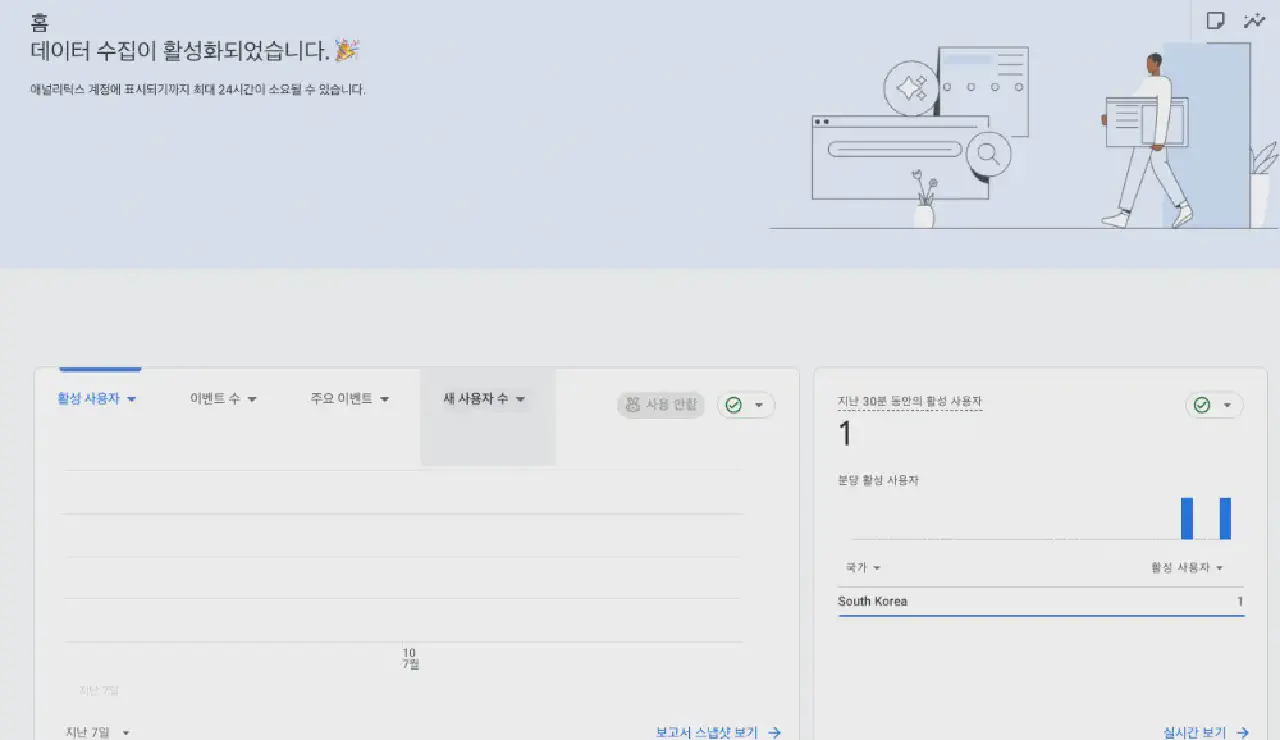 홈
데이터 수집이 활성화되었습니다. 🎉
애널리틱스 계정에 표시되기까지 최대 24시간이 소요될 수 있습니다.
활성 사용자
이벤트 수
주요 이벤트
새 사용자 수
사용 안함
10
7월
지난 7일
지난 7일
보고서 스냅샷 보기
지난 30분 동안의 활성 사용자
1
분당 활성 사용자
국가 활성 사용자
South Korea 1
실시간 보기